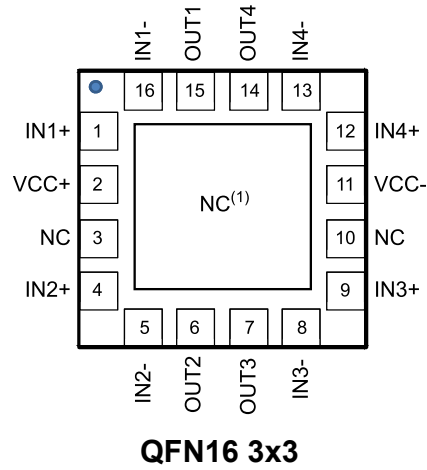 IN1-
OUT1
OUT4
IN4-
16
15
14
13
IN1+
1
12
IN4+
VCC+
2
NC(1)
11
VCC-
NC
3
10
NC
IN2+
4
9
IN3+
5
6
7
8
IN2-
OUT2
OUT3
IN3-
QFN16 3x3